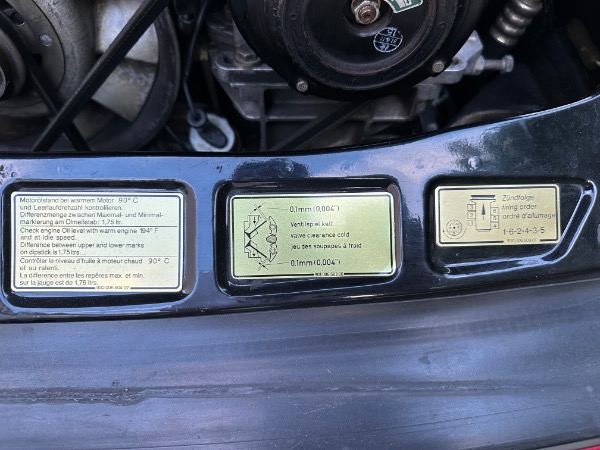 Motorölstand bei warmem Motor 90° C
und Leerlaufdrehzahl kontrollieren.
Differenzmenge zwischen Maximal- und Minimal-
markierung am Ölmeßstab: 1,75 ltr.
Check engine Oil level with warm engine 194° F
and at idle speed.
Difference between upper and lower marks
on dipstick is 1,75 ltrs.
Contrôler le niveau d'huile à moteur chaud 90° C
et au ralenti.
La difference entre les repères max. et min.
sur la jauge est de 1,75 ltrs.
0,1mm (0,004")
Ventilspiel kalt
valve clearance cold
jeu des soupapes à froid
0,1mm (0,004")
Zündfolge
firing order
ordre d'allumage
1-6-2-4-3-5